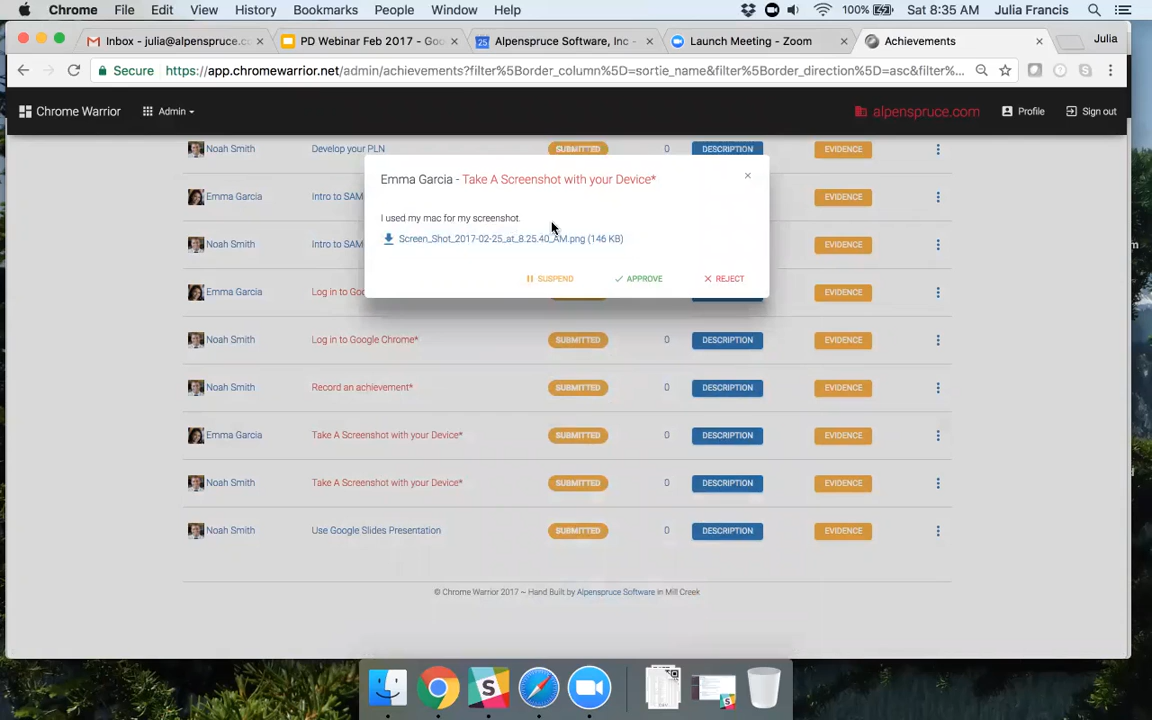 Chrome File Edit View History Bookmarks People Window Help 100% Sat 8:35 AM Julia Francis
Inbox - julia@alpenspruce.c PD Webinar Feb 2017 - Goo Alpenspruce Software, Inc - Launch Meeting - Zoom Achievements Julia
Secure https://app.chromewarrior.net/admin/achievements?filter%5Border_column%5D=sortie_name&filter%5Border_direction%5D=asc&filter%...
Chrome Warrior Admin alpenspruce.com Profile Sign out
Noah Smith Develop your PLN SUBMITTED 0 DESCRIPTION EVIDENCE
Emma Garcia - Take A Screenshot with your Device*
Emma Garcia Intro to SAM EVIDENCE
I used my mac for my screenshot.
Screen_Shot_2017-02-25_at_8.25.40_AM.png (146 KB)
Noah Smith Intro to SAM EVIDENCE
SUSPEND APPROVE REJECT
Emma Garcia Log in to Goo EVIDENCE
Noah Smith Log in to Google Chrome* SUBMITTED 0 DESCRIPTION EVIDENCE
Noah Smith Record an achievement* SUBMITTED 0 DESCRIPTION EVIDENCE
Emma Garcia Take A Screenshot with your Device* SUBMITTED 0 DESCRIPTION EVIDENCE
Noah Smith Take A Screenshot with your Device* SUBMITTED 0 DESCRIPTION EVIDENCE
Noah Smith Use Google Slides Presentation SUBMITTED 0 DESCRIPTION EVIDENCE
© Chrome Warrior 2017 ~ Hand Built by Alpenspruce Software in Mill Creek